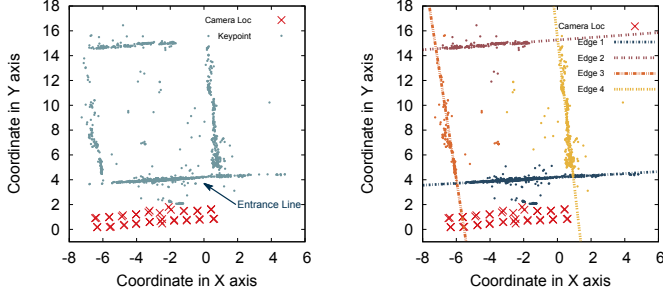 Camera Loc
Keypoint
Entrance Line
18
16
14
12
10
8
6
4
2
0
-8 -6 -4 -2 0 2 4 6
Coordinate in X axis
Coordinate in Y axis
Camera Loc
Edge 1
Edge 2
Edge 3
Edge 4
18
16
14
12
10
8
6
4
2
0
-8 -6 -4 -2 0 2 4 6
Coordinate in X axis
Coordinate in Y axis